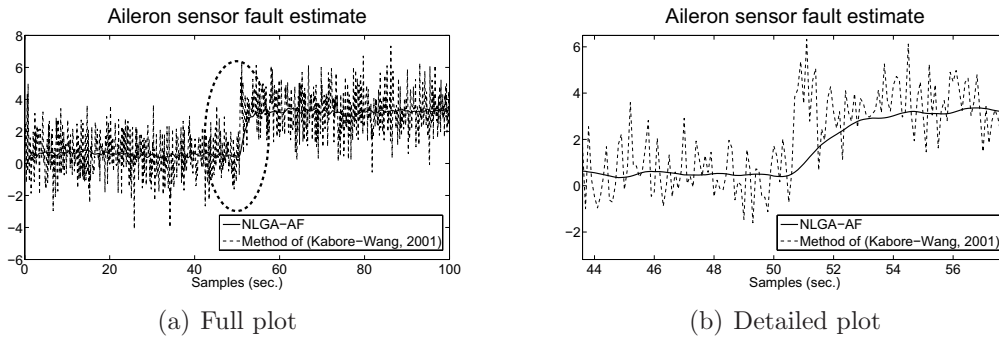 Aileron sensor fault estimate
8
6
4
2
0
−2
−4
−6
0 20 40 60 80 100
Samples (sec.)
NLGA−AF
Method of (Kabore−Wang, 2001)
(a) Full plot
Aileron sensor fault estimate
6
4
2
0
−2
44 46 48 50 52 54 56
Samples (sec.)
NLGA−AF
Method of (Kabore−Wang, 2001)
(b) Detailed plot